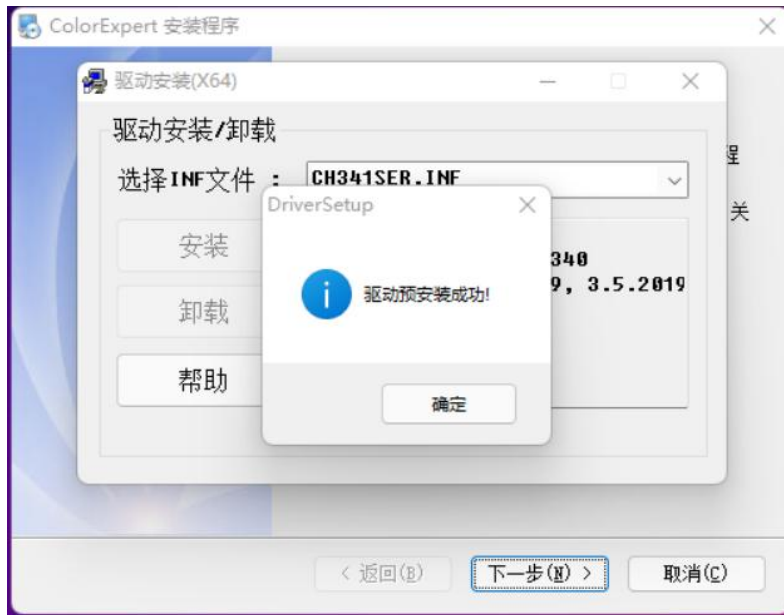 ColorExpert 安装程序
驱动安装(X64)
驱动安装/卸载
程
选择INF文件 :
CH341SER.INF
关
DriverSetup
安装
340
驱动预安装成功!
9, 3.5.2019
卸载
帮助
确定
< 返回(B)
下一步(N) >
取消(C)